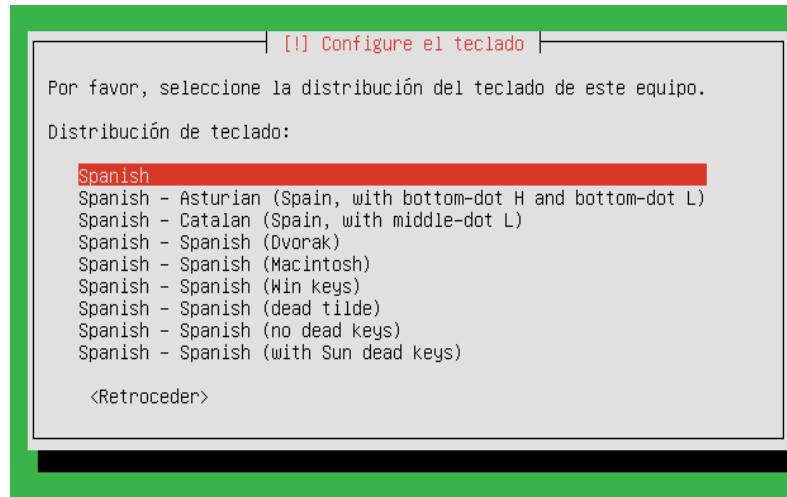 [!] Configure el teclado
Por favor, seleccione la distribución del teclado de este equipo.
Distribución de teclado:
Spanish
Spanish – Asturian (Spain, with bottom-dot H and bottom-dot L)
Spanish – Catalan (Spain, with middle-dot L)
Spanish – Spanish (Dvorak)
Spanish – Spanish (Macintosh)
Spanish – Spanish (Win keys)
Spanish – Spanish (dead tilde)
Spanish – Spanish (no dead keys)
Spanish – Spanish (with Sun dead keys)
<Retroceder>